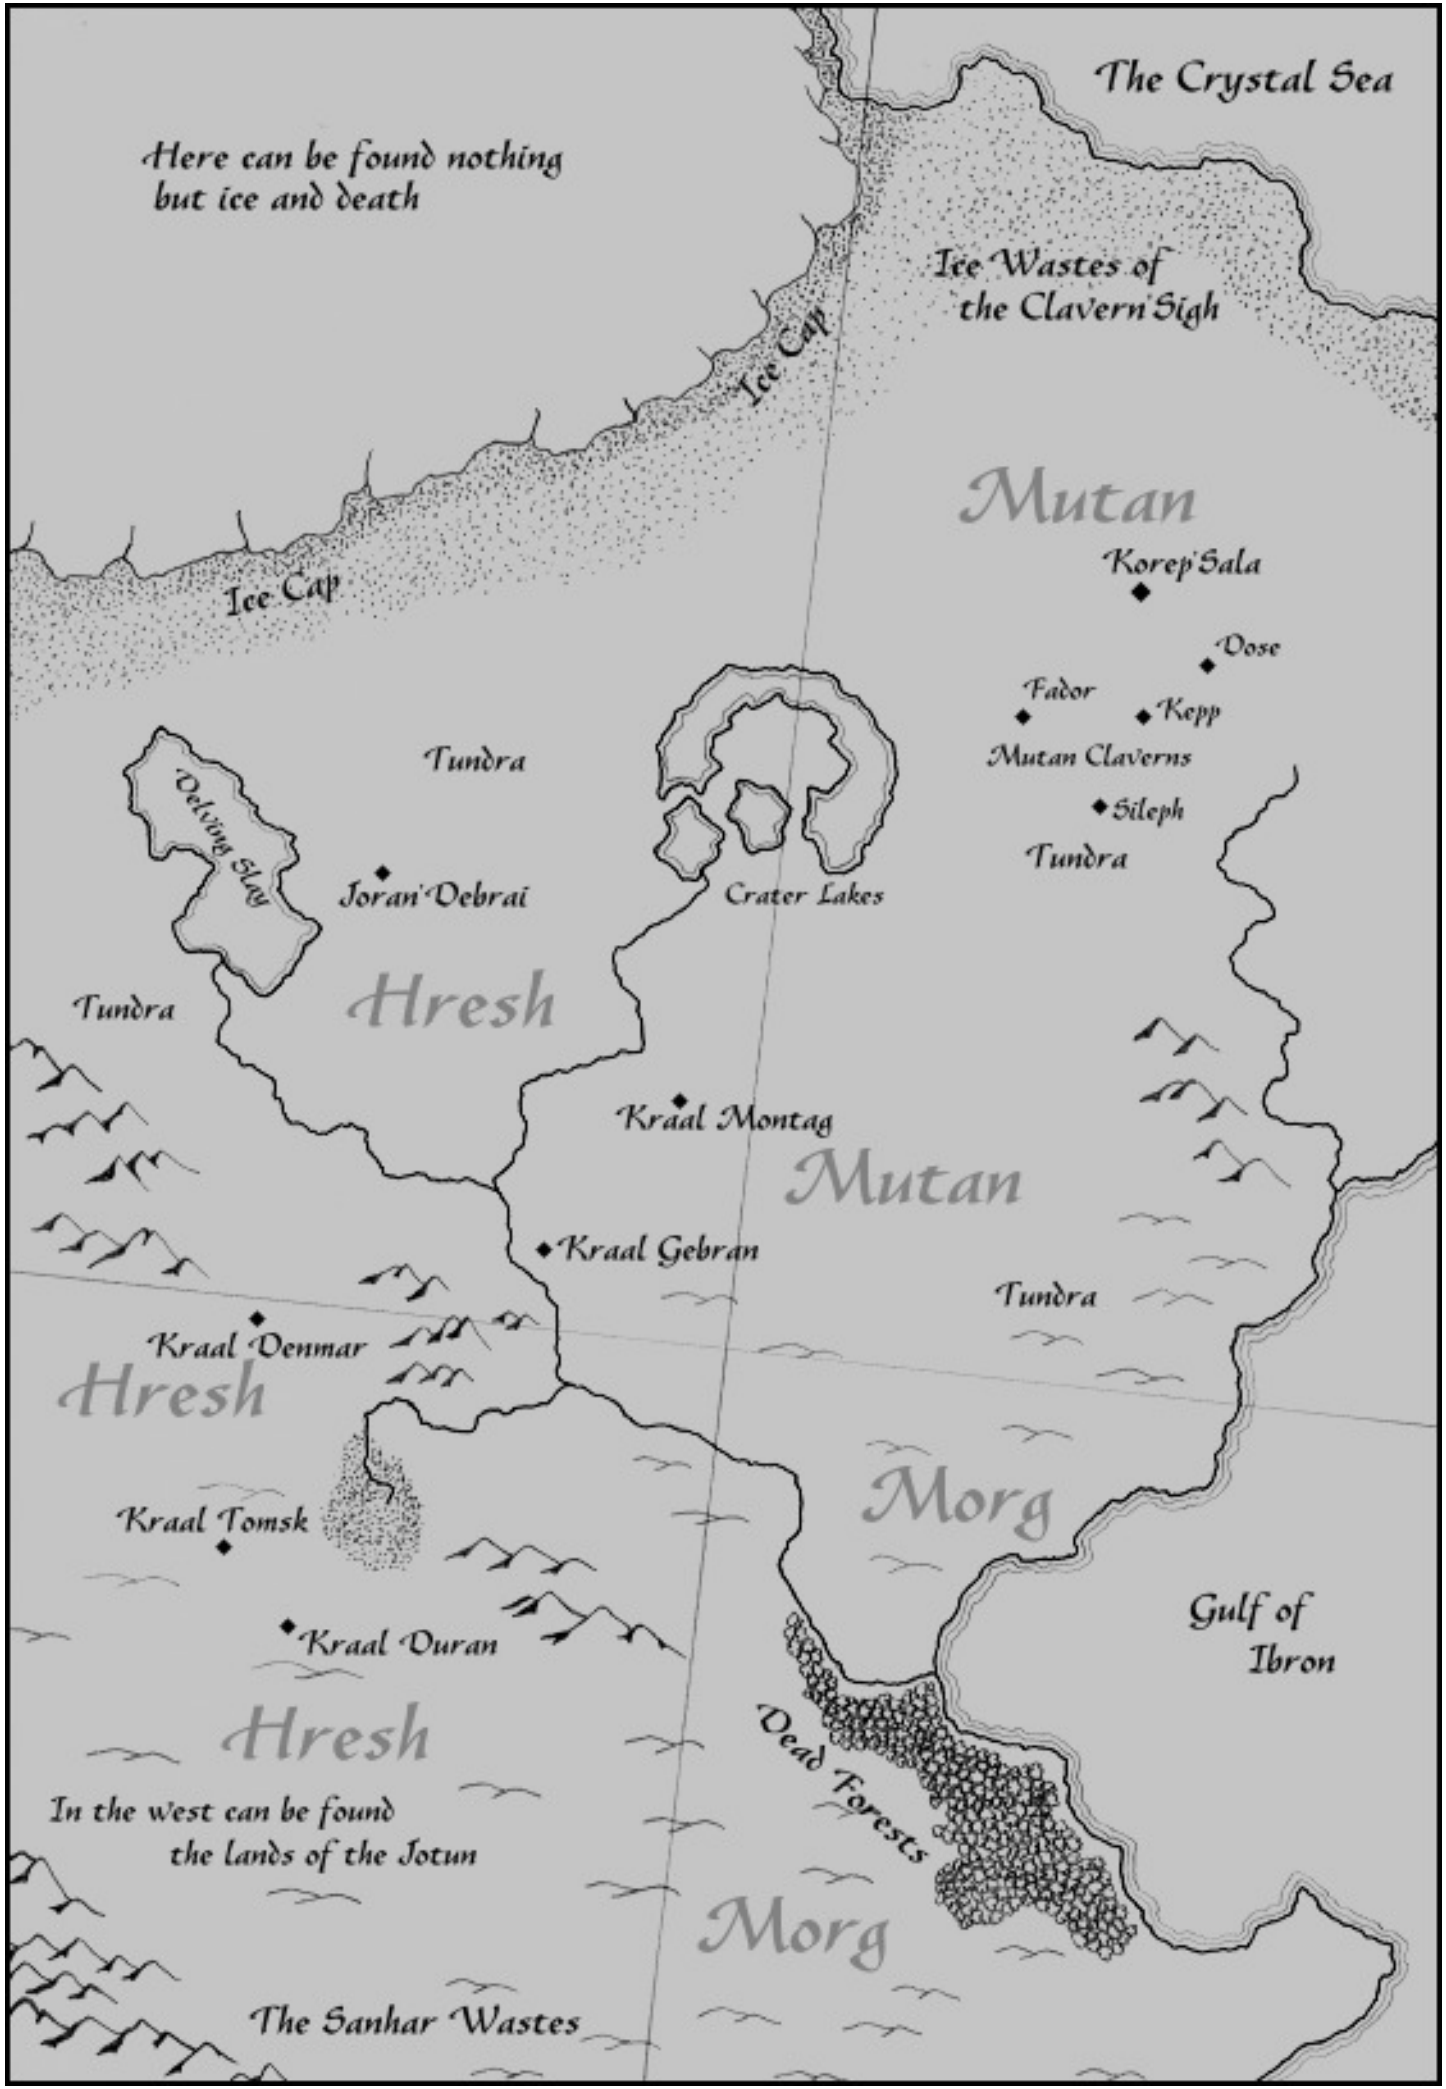 The Crystal Sea
Here can be found nothing
but ice and death
Ice Wastes of
the Clavern'Sigh
Ice Cap
Mutan
Korep'Sala
Ice Cap
Dose
Fador
Kepp
Mutan Claverns
Tundra
Delving Slay
Sileph
Tundra
Joran'Debrai
Crater Lakes
Hresh
Tundra
Kraal Montag
Mutan
Kraal Gebran
Tundra
Kraal Denmar
Hresh
Morg
Kraal Tomsk
Gulf of
Ibron
Kraal Duran
Hresh
Dead Forests
In the west can be found
the lands of the Jotun
Morg
The Sanhar Wastes